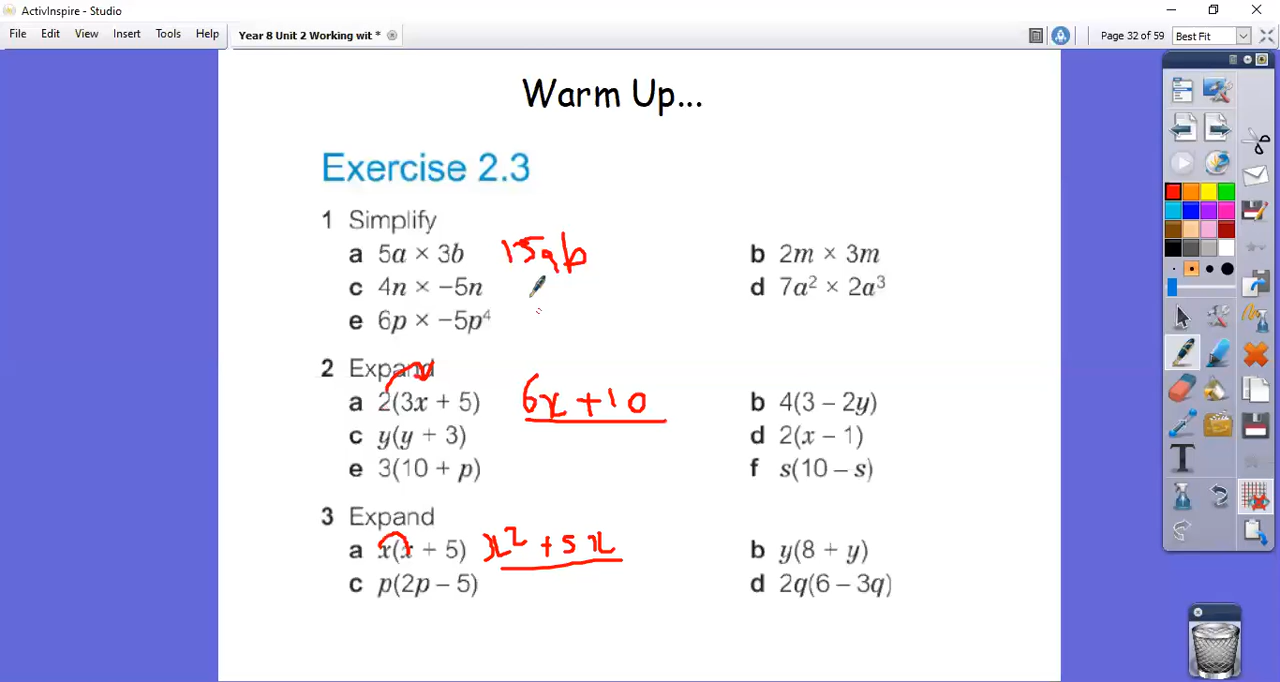 ActivInspire - Studio
File Edit View Insert Tools Help Year 8 Unit 2 Working wit * Page 32 of 59 Best Fit
Warm Up...
Exercise 2.3
1 Simplify
a 5a × 3b 15ab b 2m × 3m
c 4n × −5n d 7a² × 2a³
e 6p × −5p⁴
2 Expand
a 2(3x + 5) 6x + 10 b 4(3 − 2y)
c y(y + 3) d 2(x − 1)
e 3(10 + p) f s(10 − s)
3 Expand
a x(x + 5) x² + 5x b y(8 + y)
c p(2p − 5) d 2q(6 − 3q)